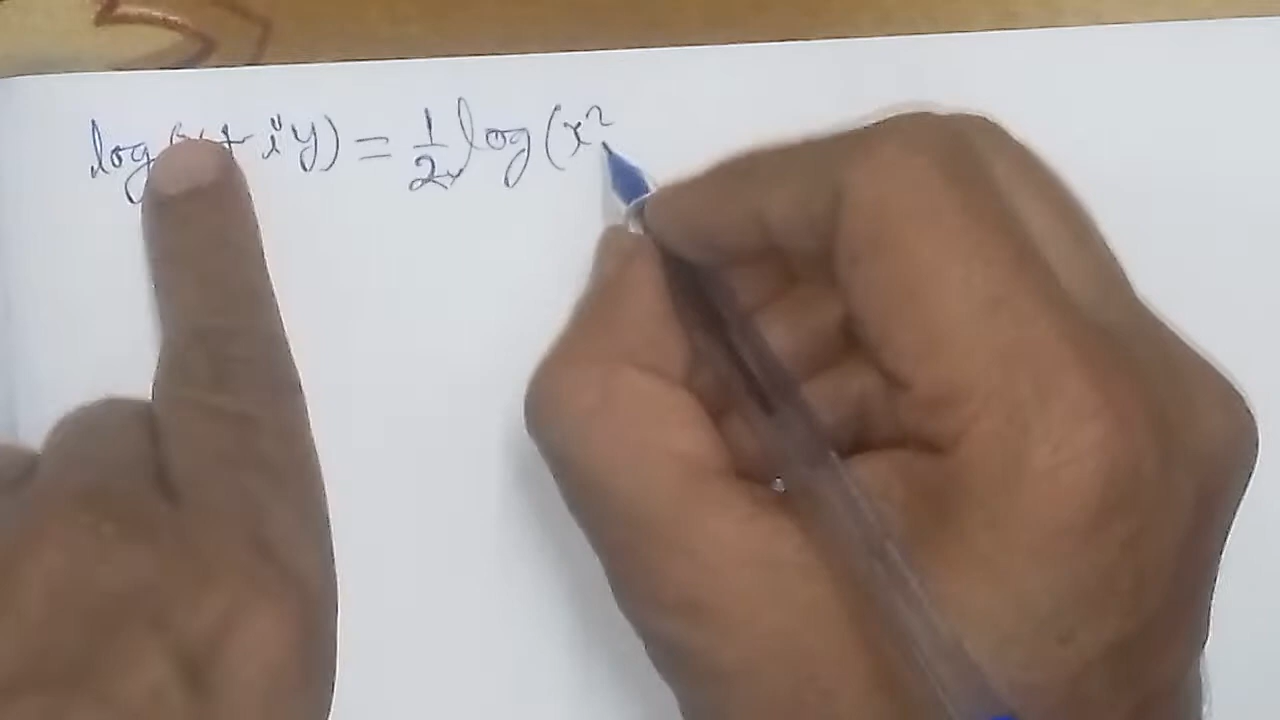 log(x + iy) = 1/2 log(x²